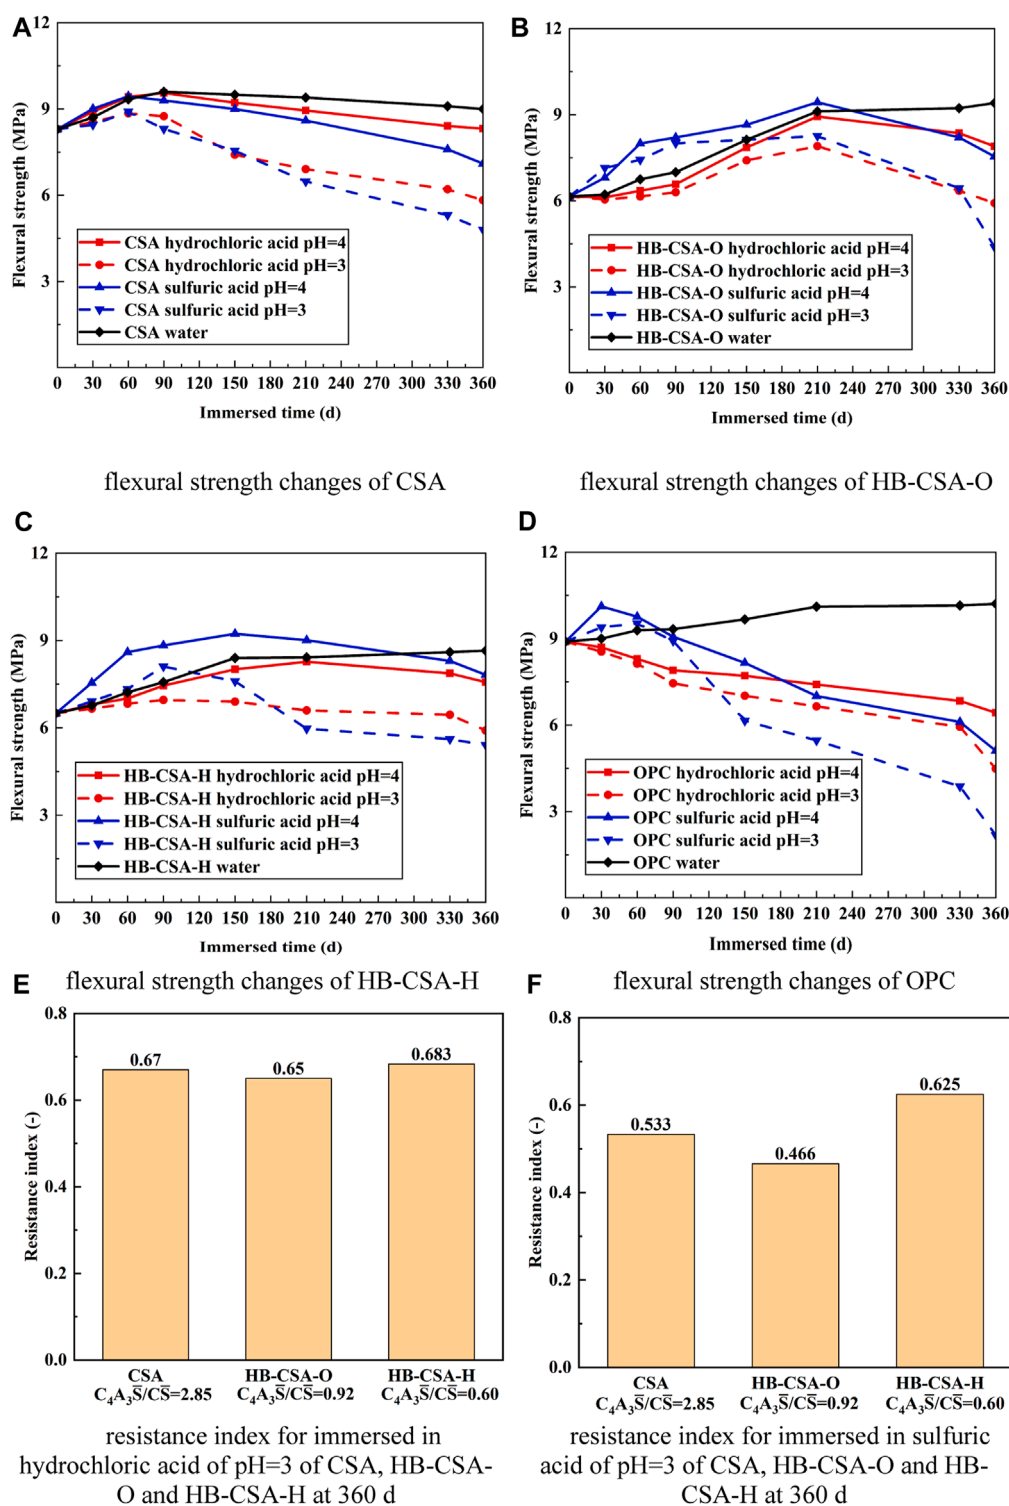 A
12
9
6
3
Flexural strength (MPa)
CSA hydrochloric acid pH=4
CSA hydrochloric acid pH=3
CSA sulfuric acid pH=4
CSA sulfuric acid pH=3
CSA water
0 30 60 90 120 150 180 210 240 270 300 330 360
Immersed time (d)
flexural strength changes of CSA
B
12
9
6
3
Flexural strength (MPa)
HB-CSA-O hydrochloric acid pH=4
HB-CSA-O hydrochloric acid pH=3
HB-CSA-O sulfuric acid pH=4
HB-CSA-O sulfuric acid pH=3
HB-CSA-O water
0 30 60 90 120 150 180 210 240 270 300 330 360
Immersed time (d)
flexural strength changes of HB-CSA-O
C
12
9
6
3
Flexural strength (MPa)
HB-CSA-H hydrochloric acid pH=4
HB-CSA-H hydrochloric acid pH=3
HB-CSA-H sulfuric acid pH=4
HB-CSA-H sulfuric acid pH=3
HB-CSA-H water
0 30 60 90 120 150 180 210 240 270 300 330 360
Immersed time (d)
flexural strength changes of HB-CSA-H
D
12
9
6
3
Flexural strength (MPa)
OPC hydrochloric acid pH=4
OPC hydrochloric acid pH=3
OPC sulfuric acid pH=4
OPC sulfuric acid pH=3
OPC water
0 30 60 90 120 150 180 210 240 270 300 330 360
Immersed time (d)
flexural strength changes of OPC
E
0.8
0.6
0.4
0.2
0.0
Resistance index (-)
0.67 0.65 0.683
CSA HB-CSA-O HB-CSA-H
C₄A₃S̅/CS̅=2.85 C₄A₃S̅/CS̅=0.92 C₄A₃S̅/CS̅=0.60
resistance index for immersed in
hydrochloric acid of pH=3 of CSA, HB-CSA-
O and HB-CSA-H at 360 d
F
0.8
0.6
0.4
0.2
0.0
Resistance index (-)
0.533 0.466 0.625
CSA HB-CSA-O HB-CSA-H
C₄A₃S̅/CS̅=2.85 C₄A₃S̅/CS̅=0.92 C₄A₃S̅/CS̅=0.60
resistance index for immersed in sulfuric
acid of pH=3 of CSA, HB-CSA-O and HB-
CSA-H at 360 d